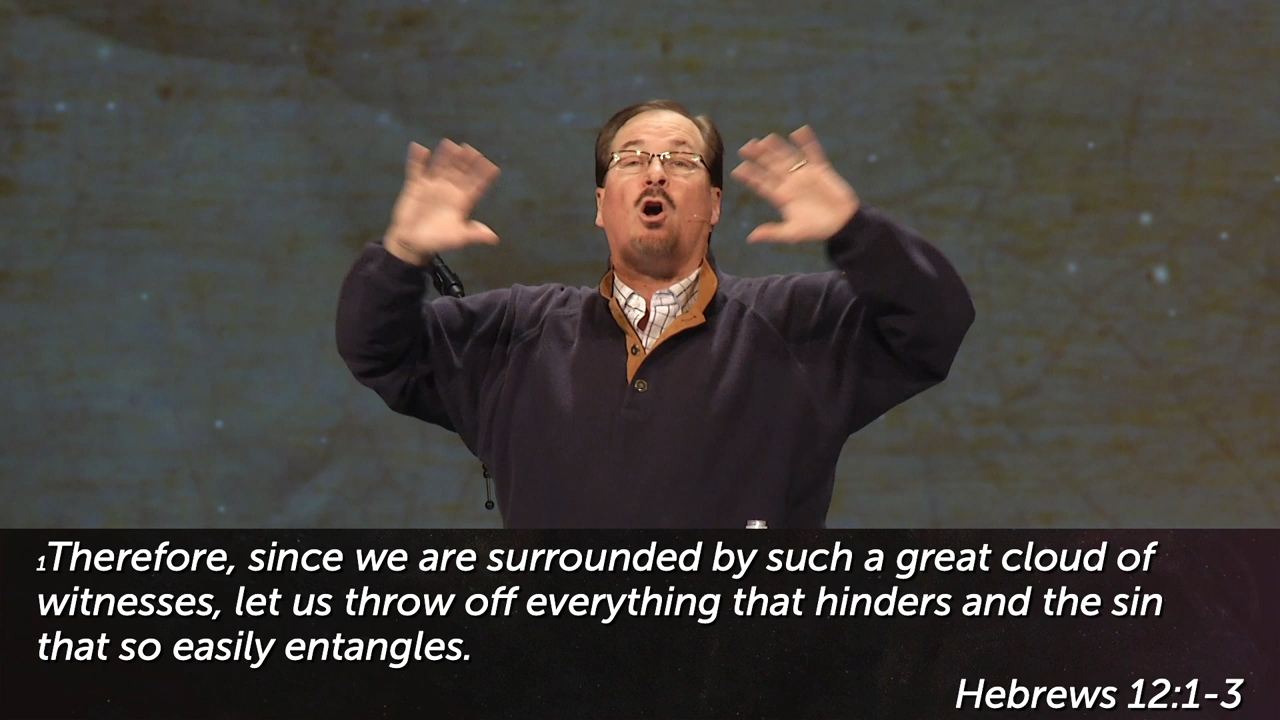 1Therefore, since we are surrounded by such a great cloud of
witnesses, let us throw off everything that hinders and the sin
that so easily entangles.
Hebrews 12:1-3